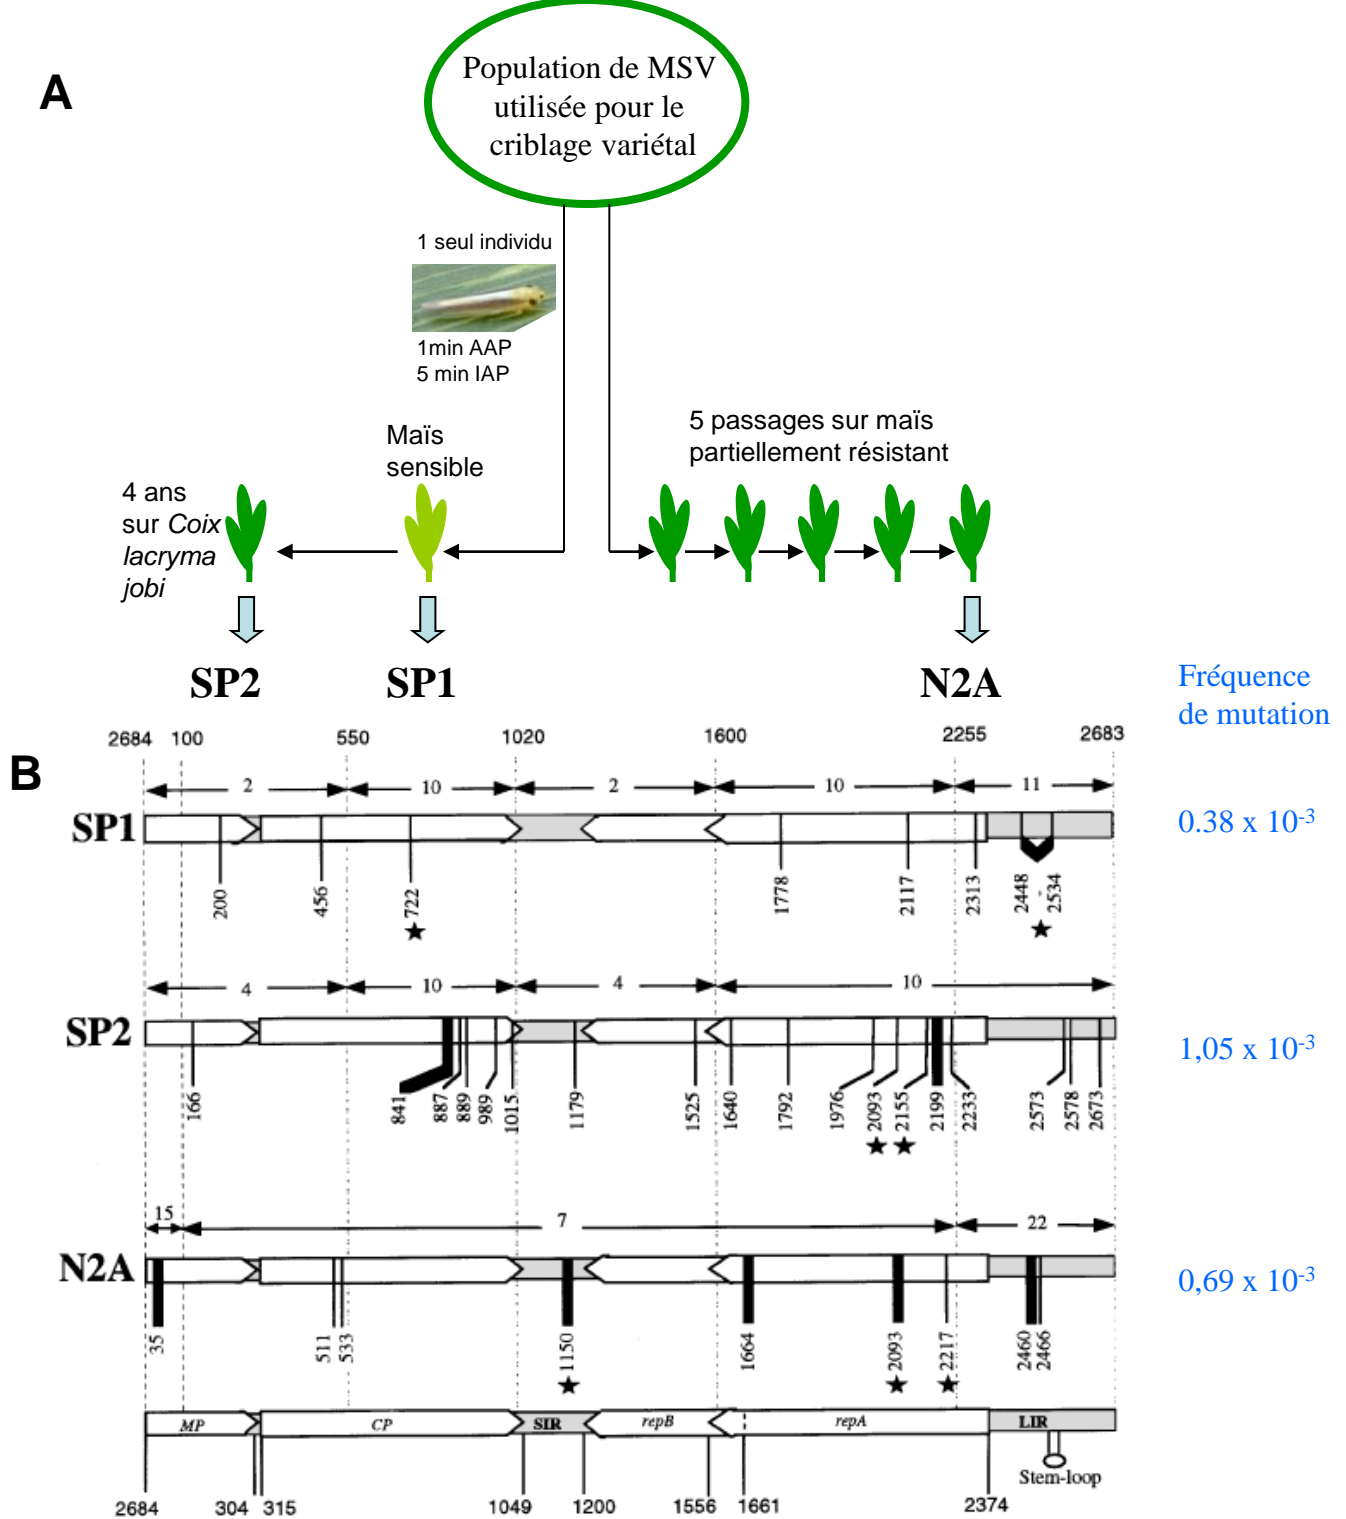 A
Population de MSV
utilisée pour le
criblage variétal
1 seul individu
1min AAP
5 min IAP
Maïs
sensible
5 passages sur maïs
partiellement résistant
4 ans
sur Coix
lacryma
jobi
SP2
SP1
N2A
Fréquence
de mutation
B
2684 100 550 1020 1600 2255 2683
2 10 2 10 11
SP1
0.38 x 10-3
200 456 722 1778 2117 2313 2448 - 2534
★ ★
4 10 4 10
SP2
1,05 x 10-3
166 841 887 889 989 1015 1179 1525 1640 1792 1976 2093 2155 2199 2233 2573 2578 2673
★ ★
15 7 22
N2A
0,69 x 10-3
35 511 533 1150 1664 2093 2217 2460 2466
★ ★ ★
MP CP SIR repB repA LIR
Stem-loop
2684 304 315 1049 1200 1556 1661 2374